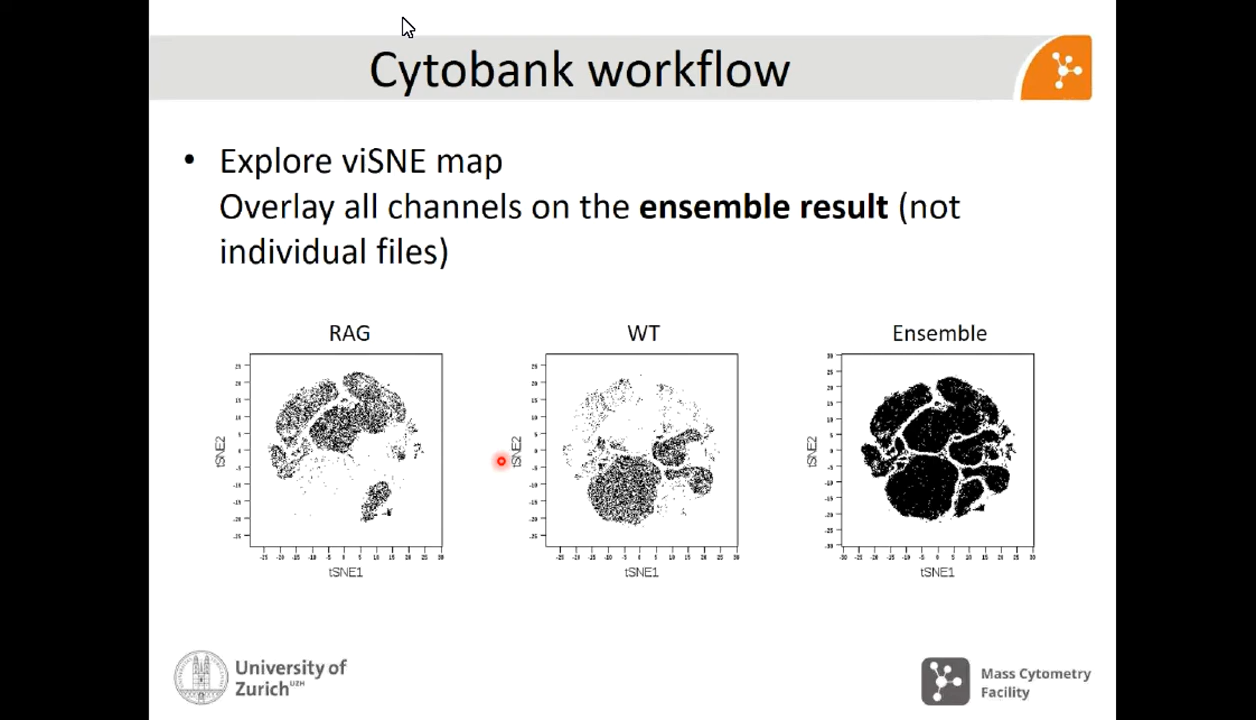 Cytobank workflow
• Explore viSNE map
Overlay all channels on the ensemble result (not
individual files)
RAG
WT
Ensemble
tSNE2
tSNE2
tSNE2
tSNE1
tSNE1
tSNE1
University of
Zurich UZH
Mass Cytometry
Facility